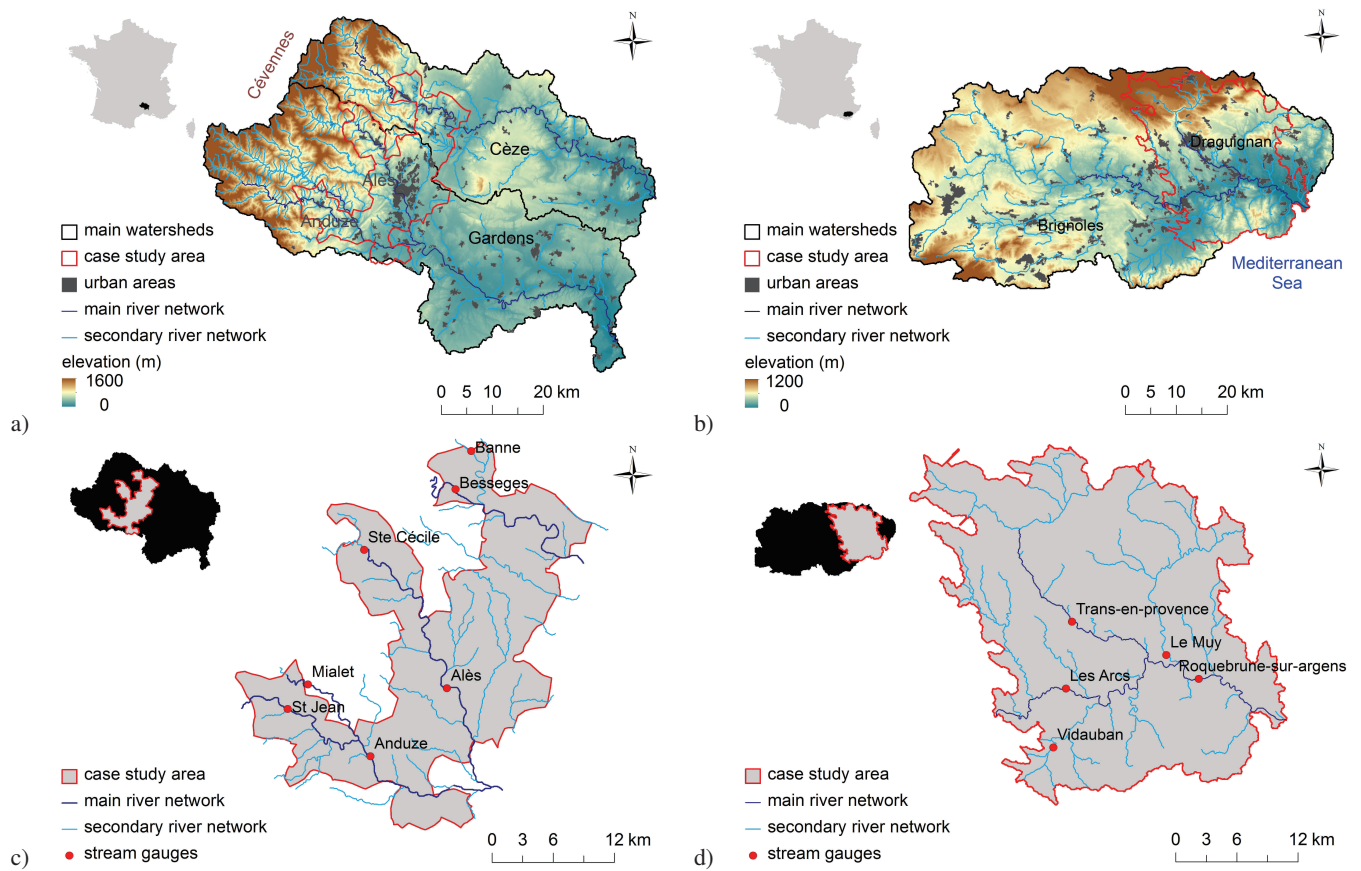 N
Cévennes
Cèze
Alès
Anduze
Gardons
main watersheds
case study area
urban areas
main river network
secondary river network
elevation (m)
1600
0
0 5 10 20 km
a)
N
Draguignan
Brignoles
Mediterranean
Sea
main watersheds
case study area
urban areas
main river network
secondary river network
elevation (m)
1200
0
0 5 10 20 km
b)
N
Banne
Besseges
Ste Cécile
Mialet
Alès
St Jean
Anduze
case study area
main river network
secondary river network
stream gauges
0 3 6 12 km
c)
N
Trans-en-provence
Le Muy
Roquebrune-sur-argens
Les Arcs
Vidauban
case study area
main river network
secondary river network
stream gauges
0 3 6 12 km
d)